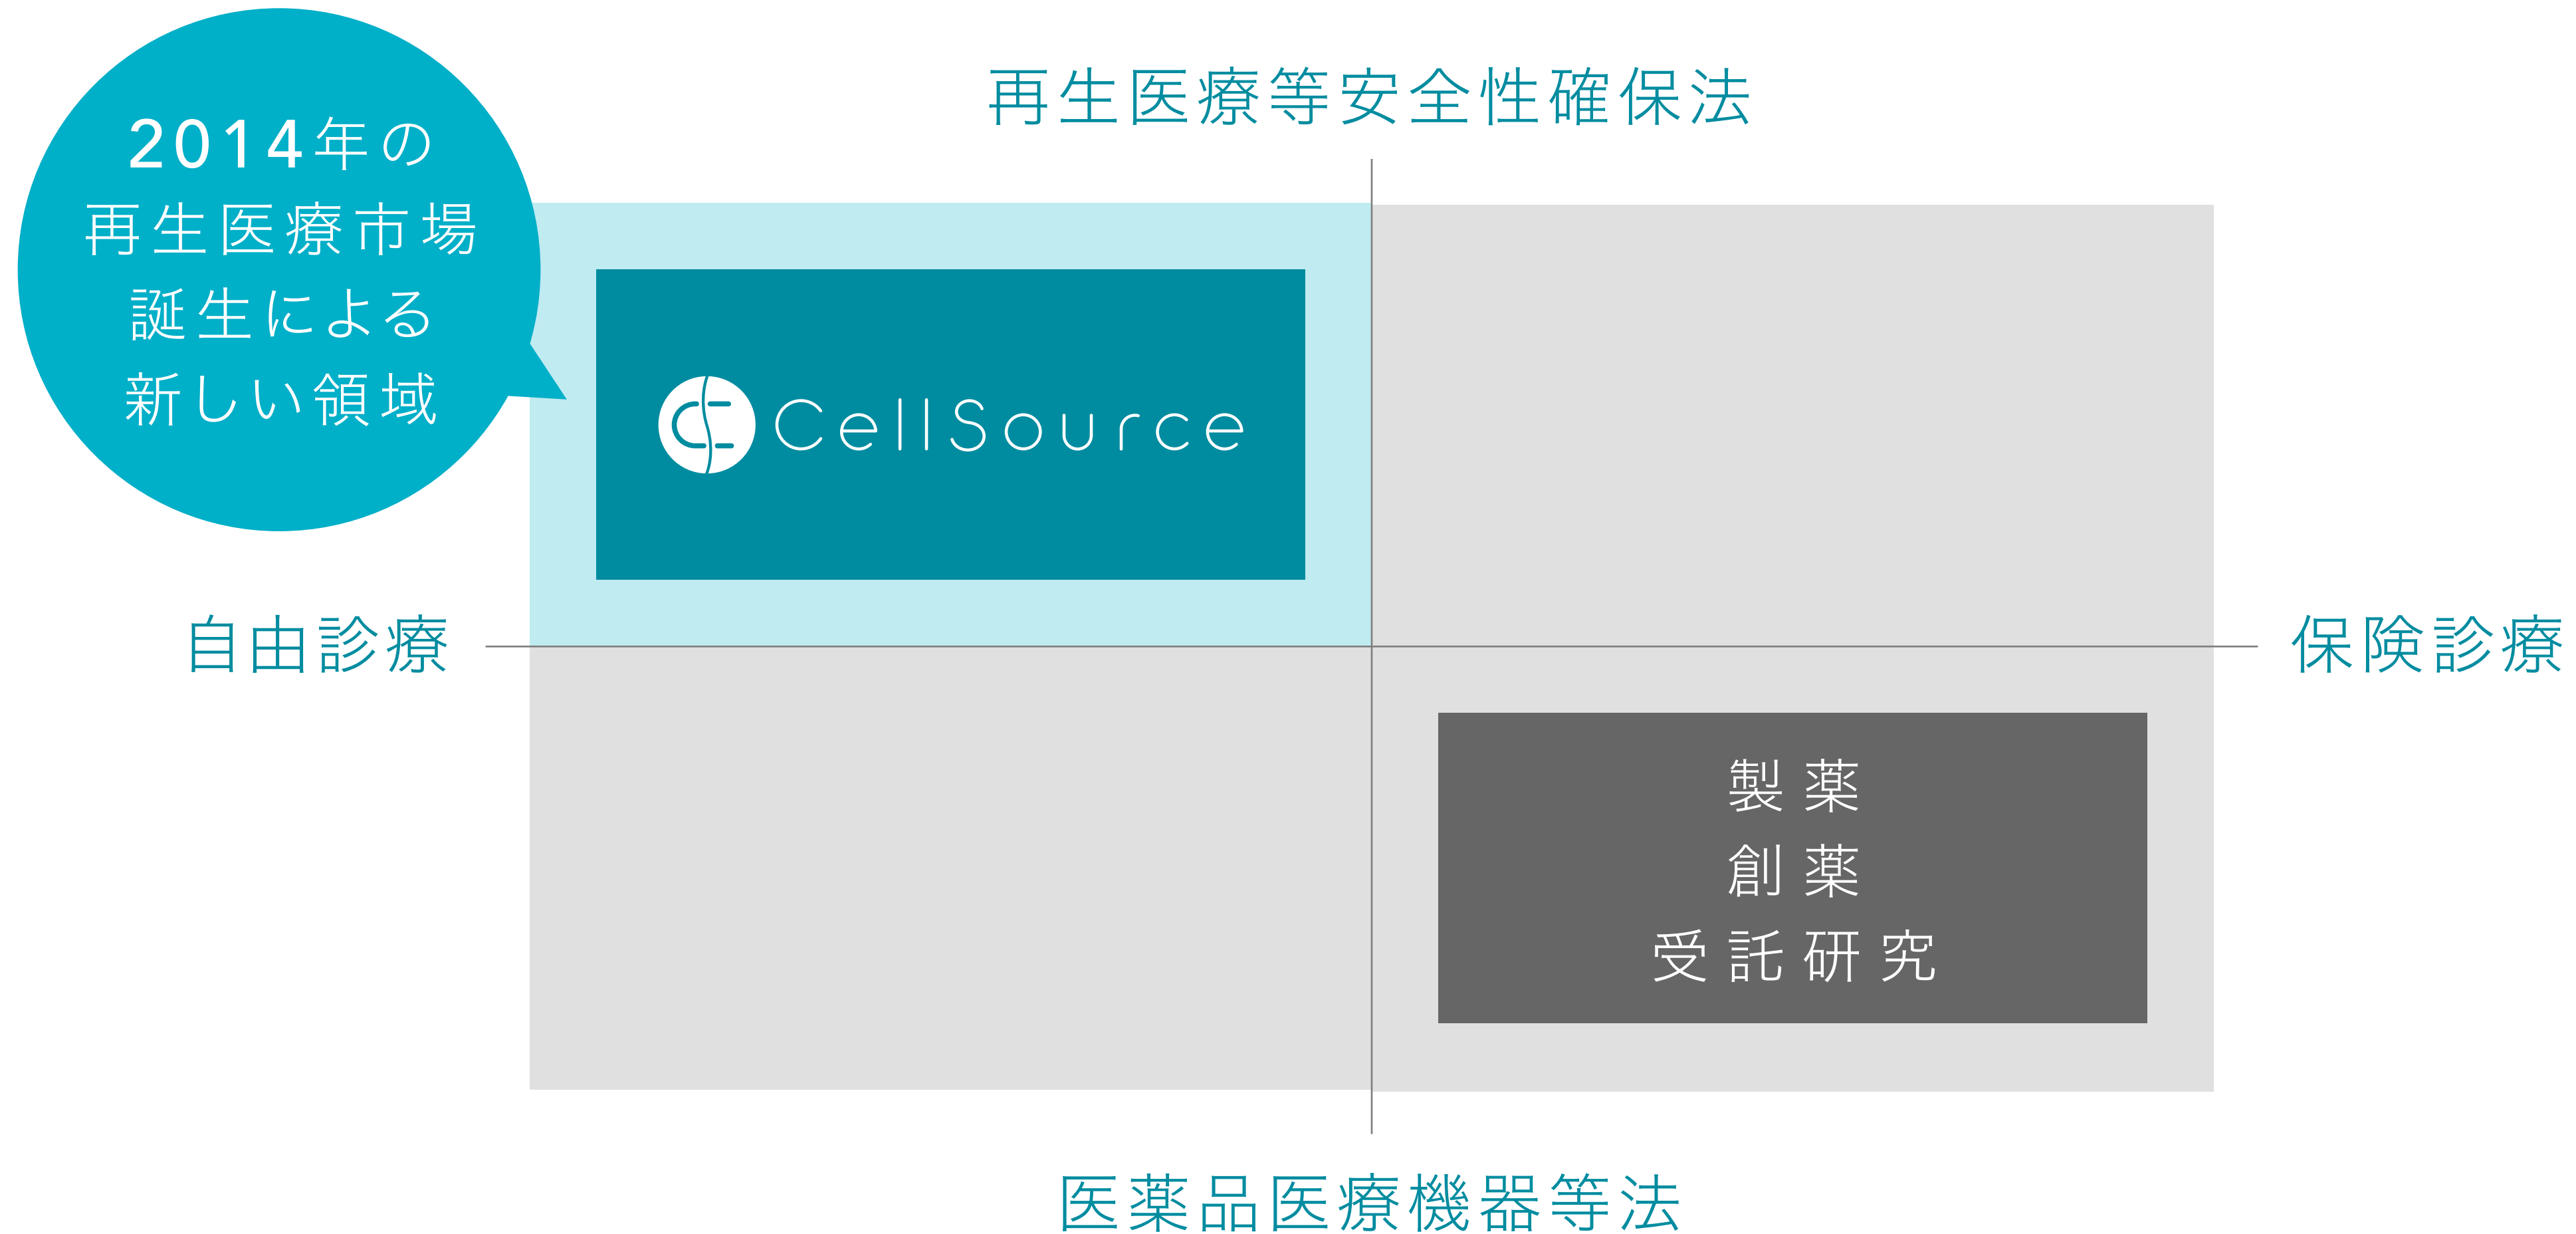 再生医療等安全性確保法
2014年の
再生医療市場
誕生による
新しい領域
CellSource
自由診療
保険診療
製薬
創薬
受託研究
医薬品医療機器等法